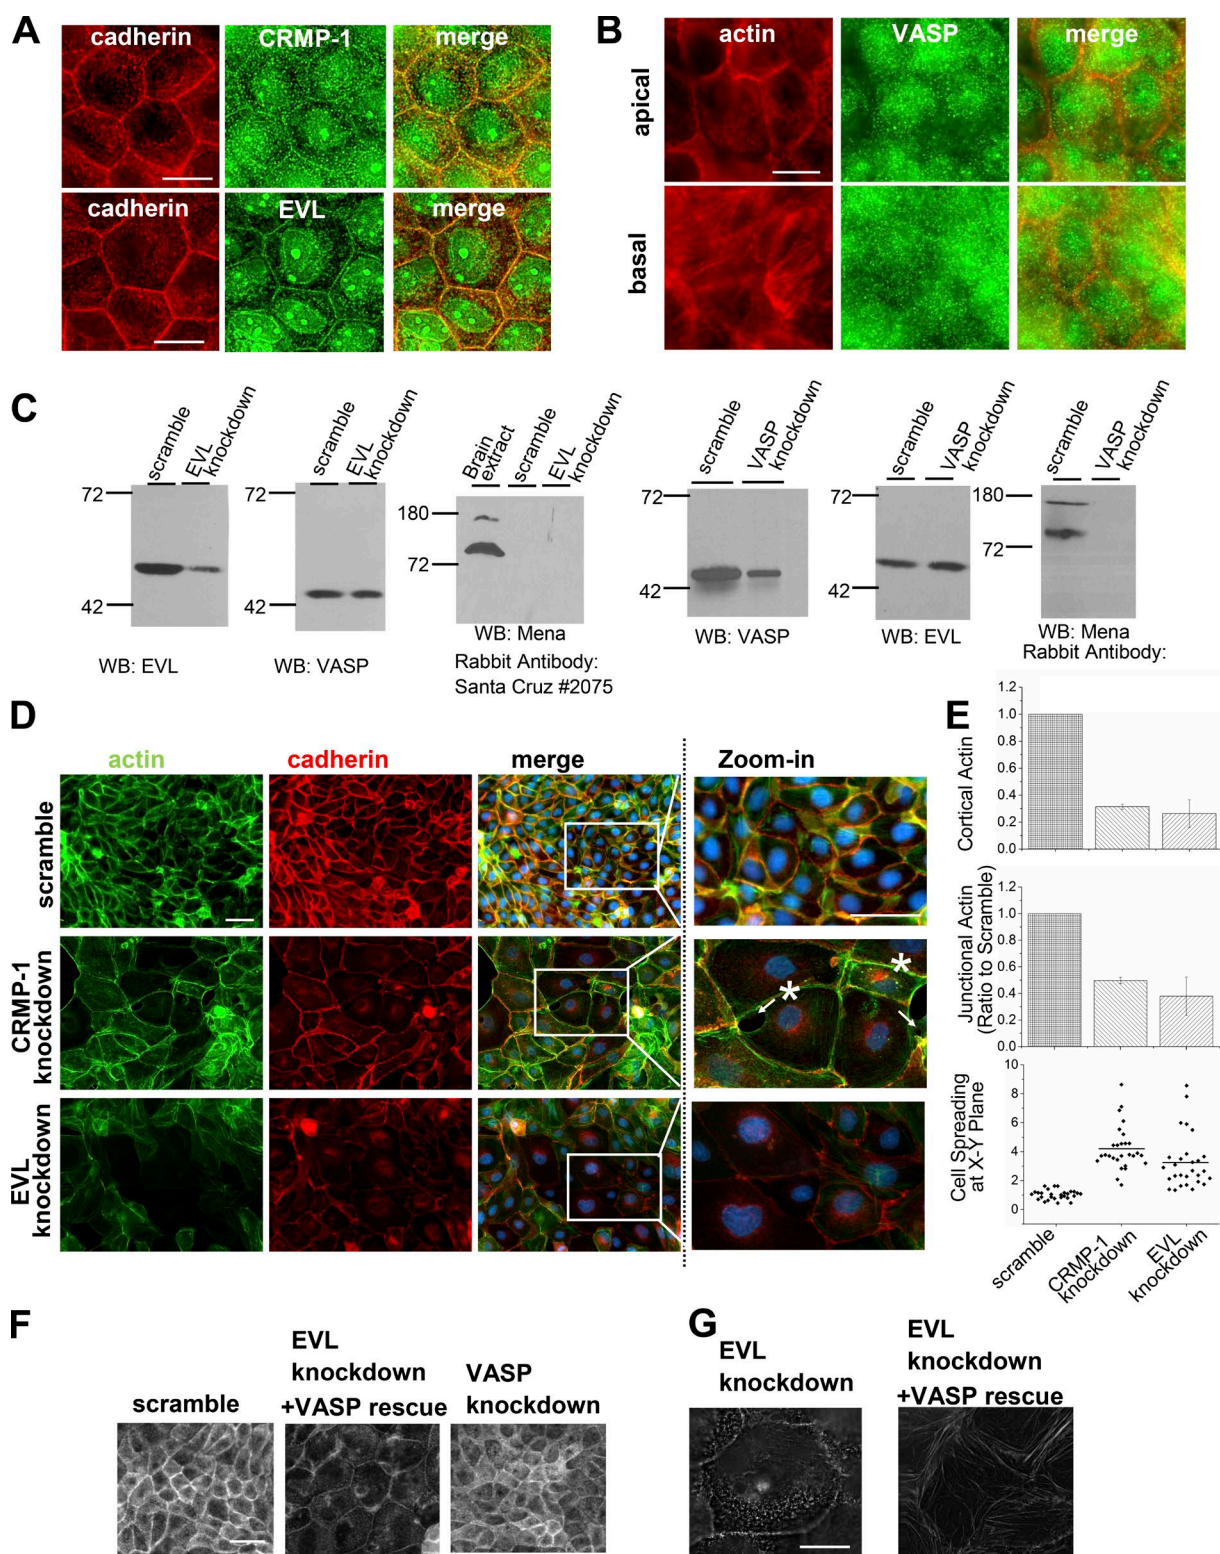 A
cadherin
CRMP-1
merge
cadherin
EVL
merge
B
actin
VASP
merge
apical
basal
C
scramble
EVL
knockdown
72
42
WB: EVL
scramble
EVL
knockdown
72
42
WB: VASP
Brain
extract
scramble
EVL
knockdown
180
72
WB: Mena
Rabbit Antibody:
Santa Cruz #2075
scramble
VASP
knockdown
72
42
WB: VASP
scramble
VASP
knockdown
72
42
WB: EVL
scramble
VASP
knockdown
180
72
WB: Mena
Rabbit Antibody:
D
actin
cadherin
merge
Zoom-in
scramble
CRMP-1
knockdown
*
*
EVL
knockdown
E
Cortical Actin
1.2
1.0
0.8
0.6
0.4
0.2
0.0
Junctional Actin
(Ratio to Scramble)
1.2
1.0
0.8
0.6
0.4
0.2
0.0
Cell Spreading
at X-Y Plane
10
8
6
4
2
0
scramble
CRMP-1
knockdown
EVL
knockdown
F
scramble
EVL
knockdown
+VASP rescue
VASP
knockdown
G
EVL
knockdown
EVL
knockdown
+VASP rescue